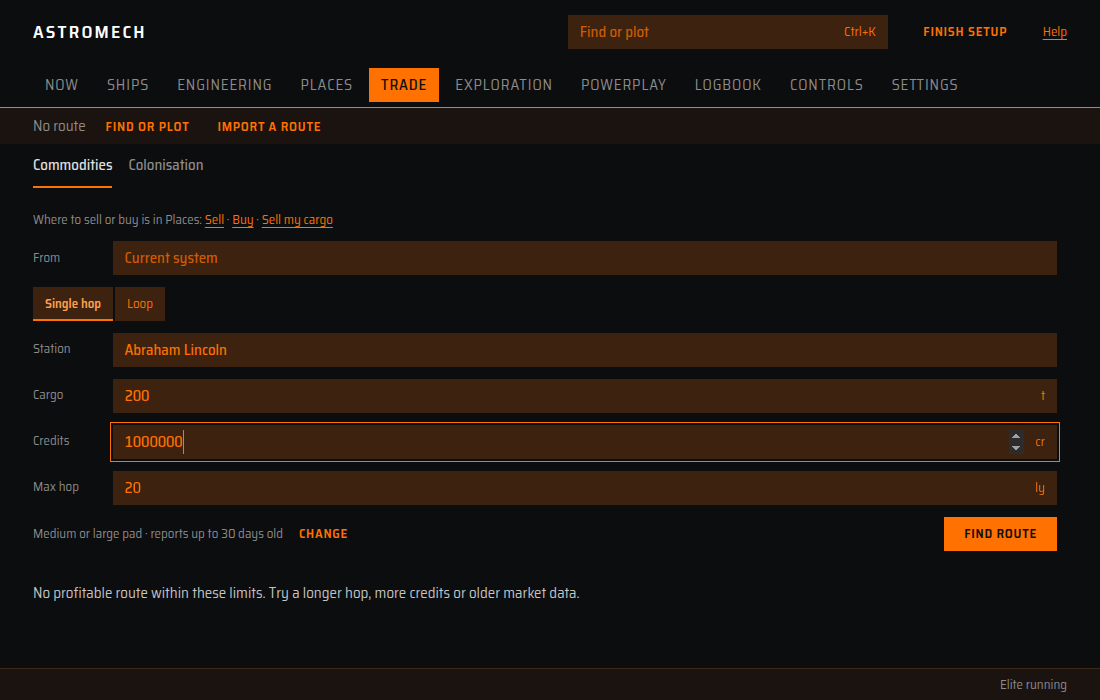 ASTROMECH
Find or plot Ctrl+K
FINISH SETUP
Help
NOW SHIPS ENGINEERING PLACES TRADE EXPLORATION POWERPLAY LOGBOOK CONTROLS SETTINGS
No route FIND OR PLOT IMPORT A ROUTE
Commodities Colonisation
Where to sell or buy is in Places: Sell · Buy · Sell my cargo
From Current system
Single hop Loop
Station Abraham Lincoln
Cargo 200 t
Credits 1000000 cr
Max hop 20 ly
Medium or large pad · reports up to 30 days old CHANGE FIND ROUTE
No profitable route within these limits. Try a longer hop, more credits or older market data.
Elite running